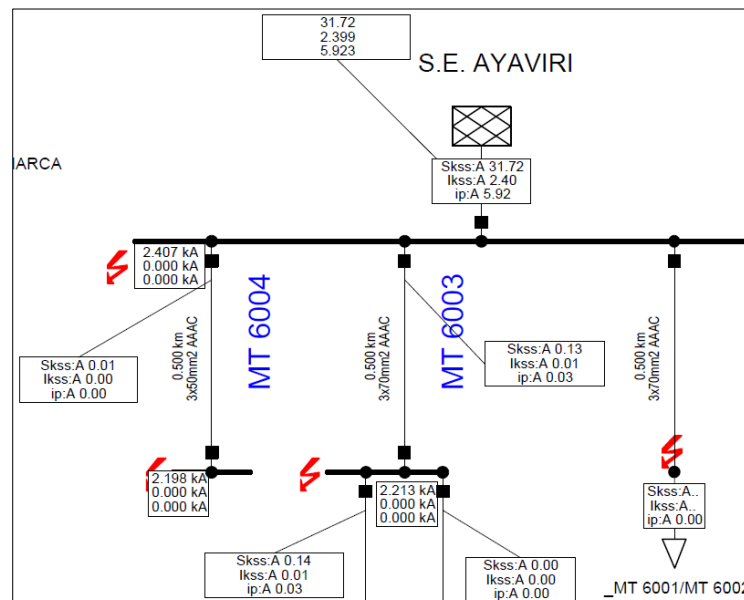 31.72
2.399
5.923
S.E. AYAVIRI
IARCA
Skss:A 31.72
Ikss:A 2.40
ip:A 5.92
2.407 kA
0.000 kA
0.000 kA
MT 6004
MT 6003
0.500 km
3x50mm2 AAAC
0.500 km
3x70mm2 AAAC
0.500 km
3x70mm2 AAAC
Skss:A 0.01
Ikss:A 0.00
ip:A 0.00
Skss:A 0.13
Ikss:A 0.01
ip:A 0.03
2.198 kA
0.000 kA
0.000 kA
2.213 kA
0.000 kA
0.000 kA
Skss:A..
Ikss:A..
ip:A 0.00
Skss:A 0.14
Ikss:A 0.01
ip:A 0.03
Skss:A 0.00
Ikss:A 0.00
ip:A 0.00
_MT 6001/MT 6002